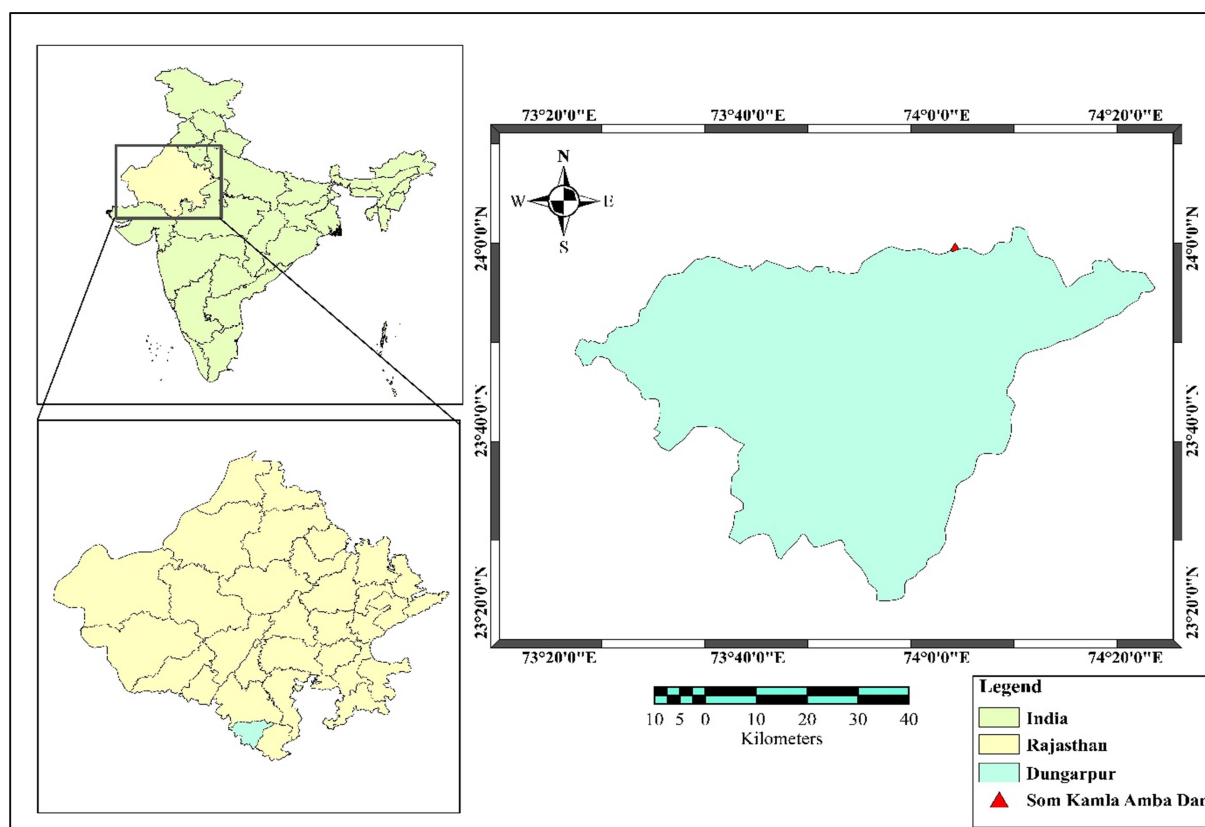 73°20'0"E 73°40'0"E 74°0'0"E 74°20'0"E
N
W E
S
24°0'0"N 24°0'0"N
23°40'0"N 23°40'0"N
23°20'0"N 23°20'0"N
73°20'0"E 73°40'0"E 74°0'0"E 74°20'0"E
10 5 0 10 20 30 40
Kilometers
Legend
India
Rajasthan
Dungarpur
Som Kamla Amba Dam